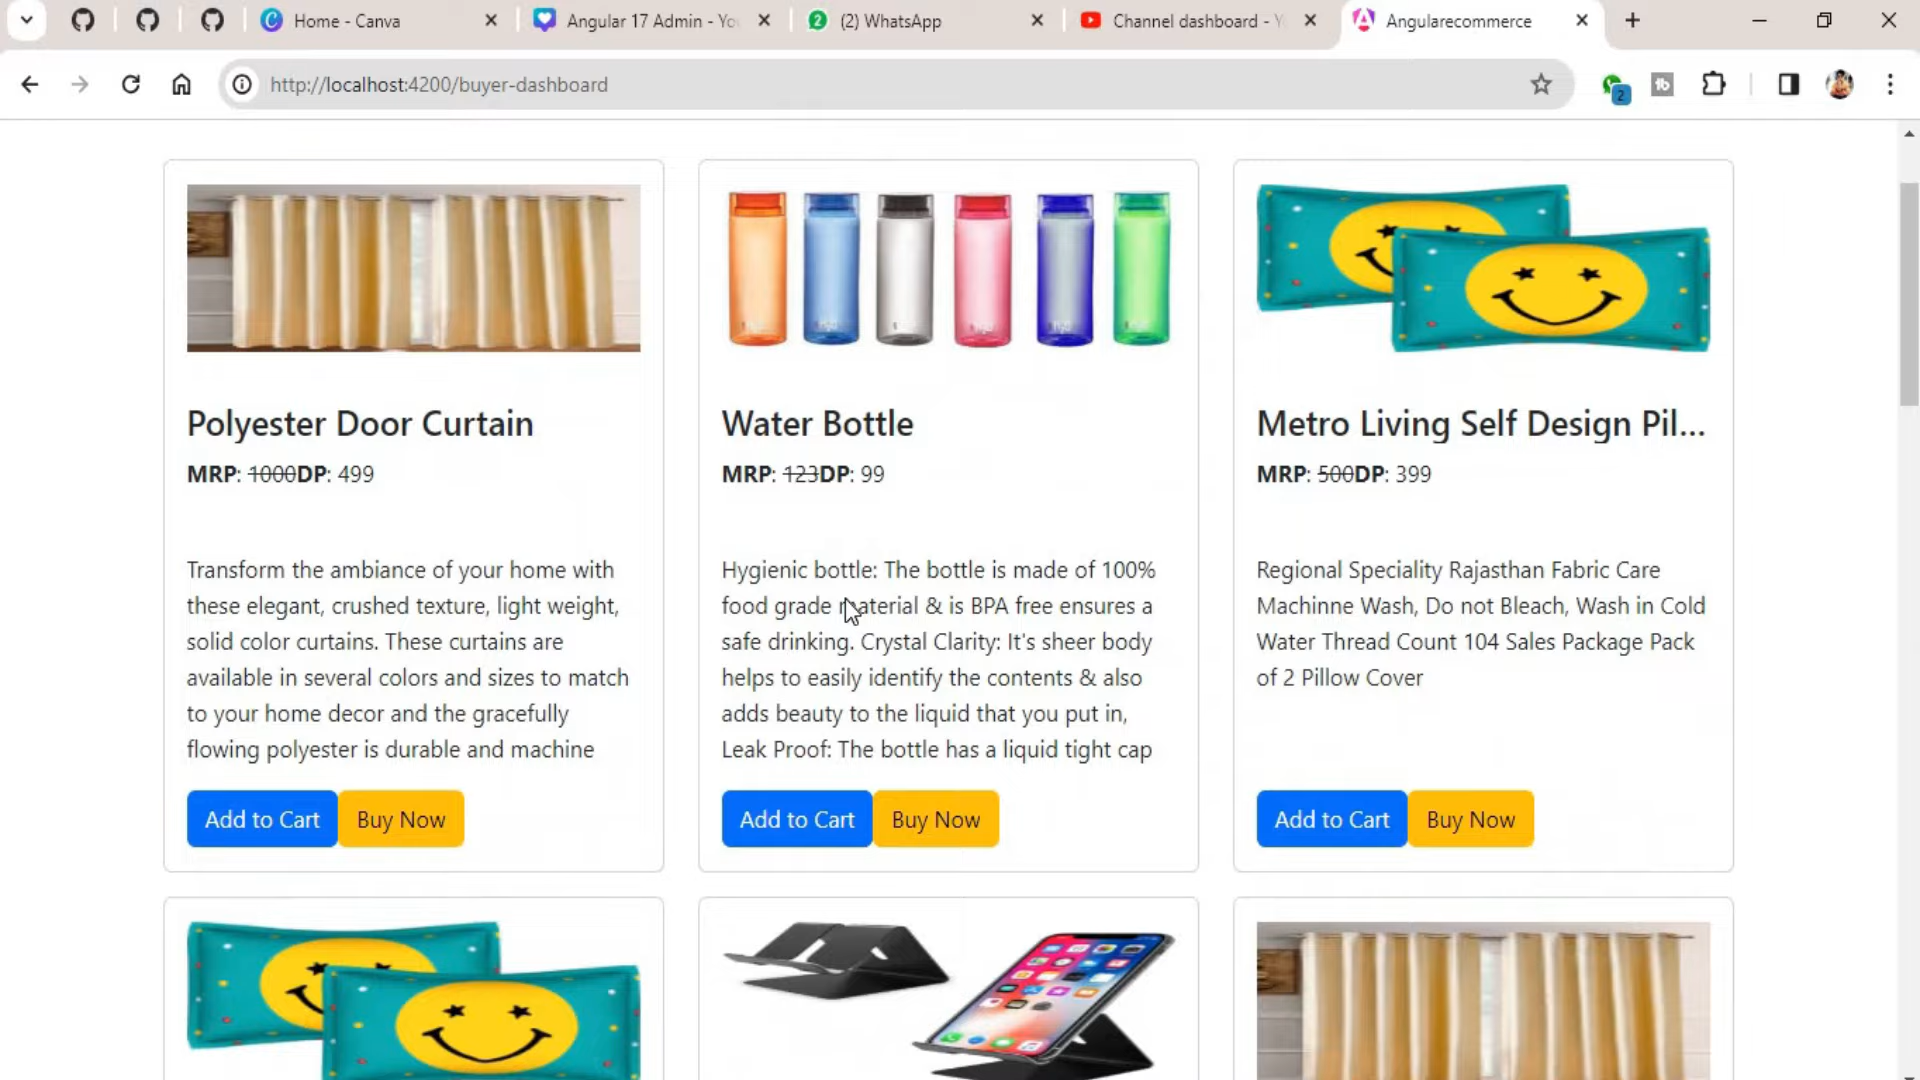 Home - Canva
Angular 17 Admin - Yo
2
(2) WhatsApp
Channel dashboard - Y
Angularecommerce
http://localhost:4200/buyer-dashboard
tb
2
Polyester Door Curtain
MRP: 1000DP: 499
Transform the ambiance of your home with
these elegant, crushed texture, light weight,
solid color curtains. These curtains are
available in several colors and sizes to match
to your home decor and the gracefully
flowing polyester is durable and machine
Add to Cart
Buy Now
Water Bottle
MRP: 123DP: 99
Hygienic bottle: The bottle is made of 100%
food grade material & is BPA free ensures a
safe drinking. Crystal Clarity: It's sheer body
helps to easily identify the contents & also
adds beauty to the liquid that you put in,
Leak Proof: The bottle has a liquid tight cap
Add to Cart
Buy Now
Metro Living Self Design Pil...
MRP: 500DP: 399
Regional Speciality Rajasthan Fabric Care
Machinne Wash, Do not Bleach, Wash in Cold
Water Thread Count 104 Sales Package Pack
of 2 Pillow Cover
Add to Cart
Buy Now